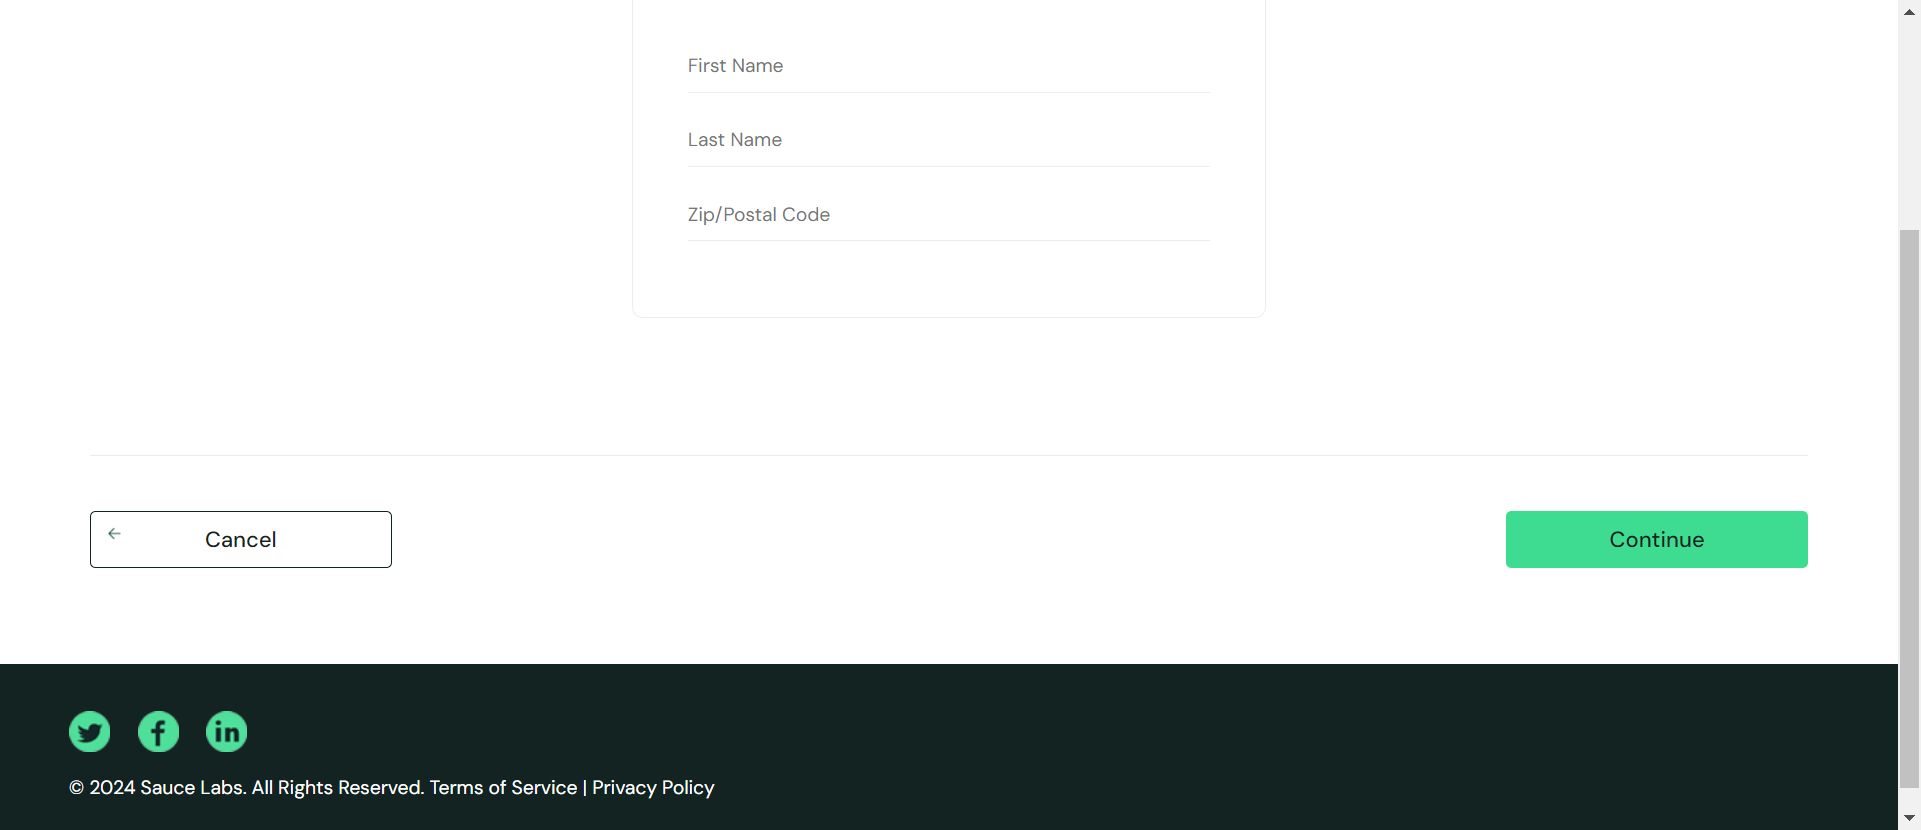 First Name
Last Name
Zip/Postal Code
Cancel
Continue
© 2024 Sauce Labs. All Rights Reserved. Terms of Service | Privacy Policy